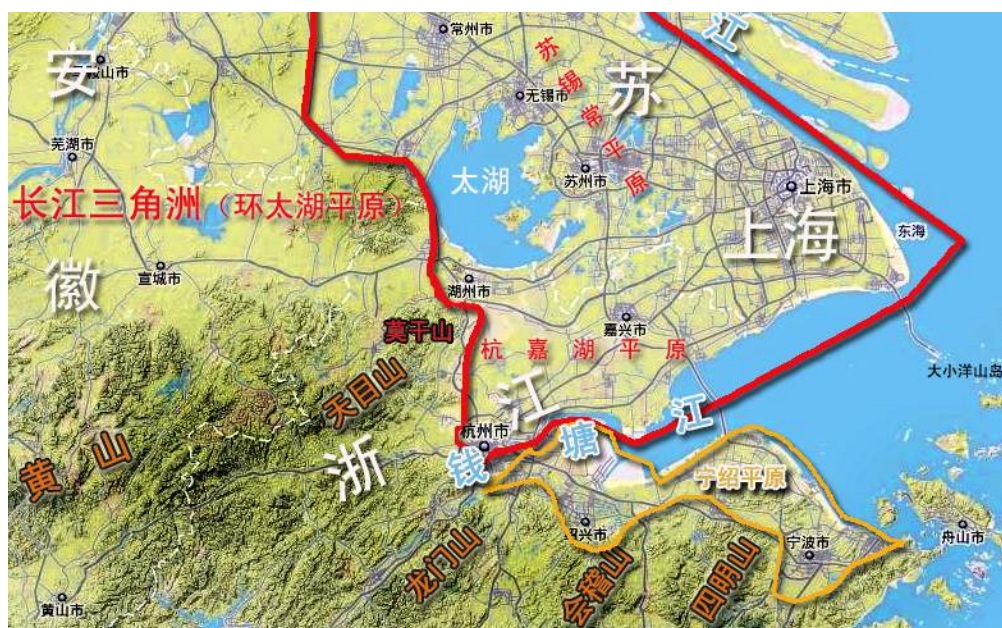 常州市
江
安
鞍山市
苏锡常平原
苏
无锡市
芜湖市
太湖
苏州市
上海市
长江三角洲（环太湖平原）
上海
东海
徽
宣城市
湖州市
莫干山
嘉兴市
杭嘉湖平原
大小洋山岛
天目山
江
黄山
浙
杭州市
钱塘江
宁绍平原
绍兴市
宁波市
舟山市
龙门山
会稽山
四明山
黄山市